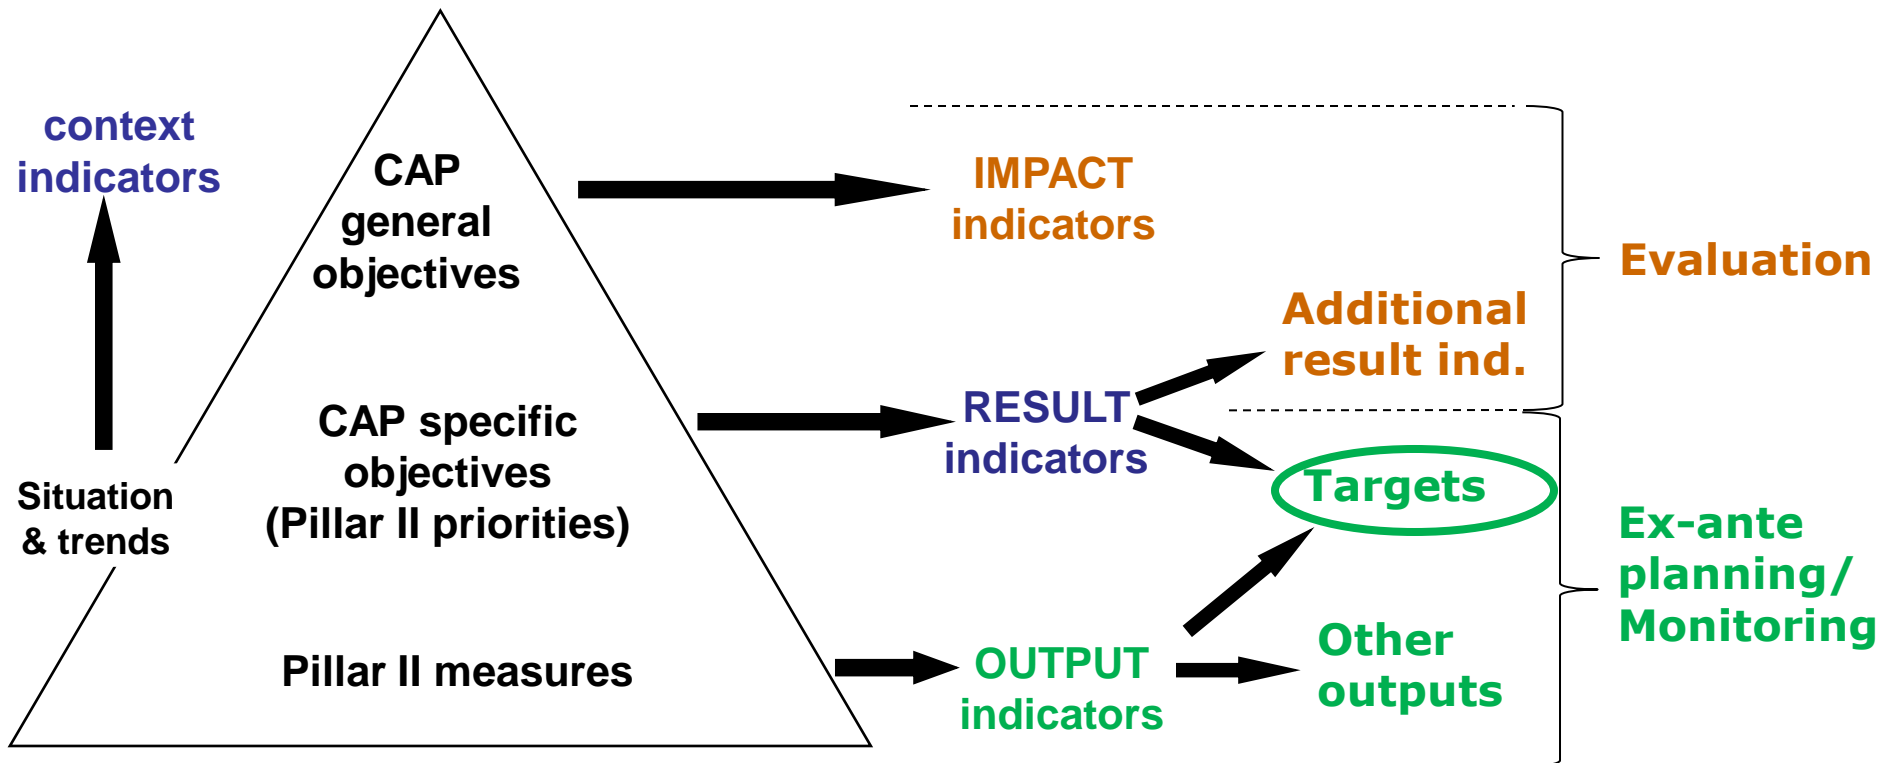 context
indicators
Situation
& trends
CAP
general
objectives
CAP specific
objectives
(Pillar II priorities)
Pillar II measures
IMPACT
indicators
RESULT
indicators
OUTPUT
indicators
Additional
result ind.
Targets
Other
outputs
Evaluation
Ex-ante
planning/
Monitoring